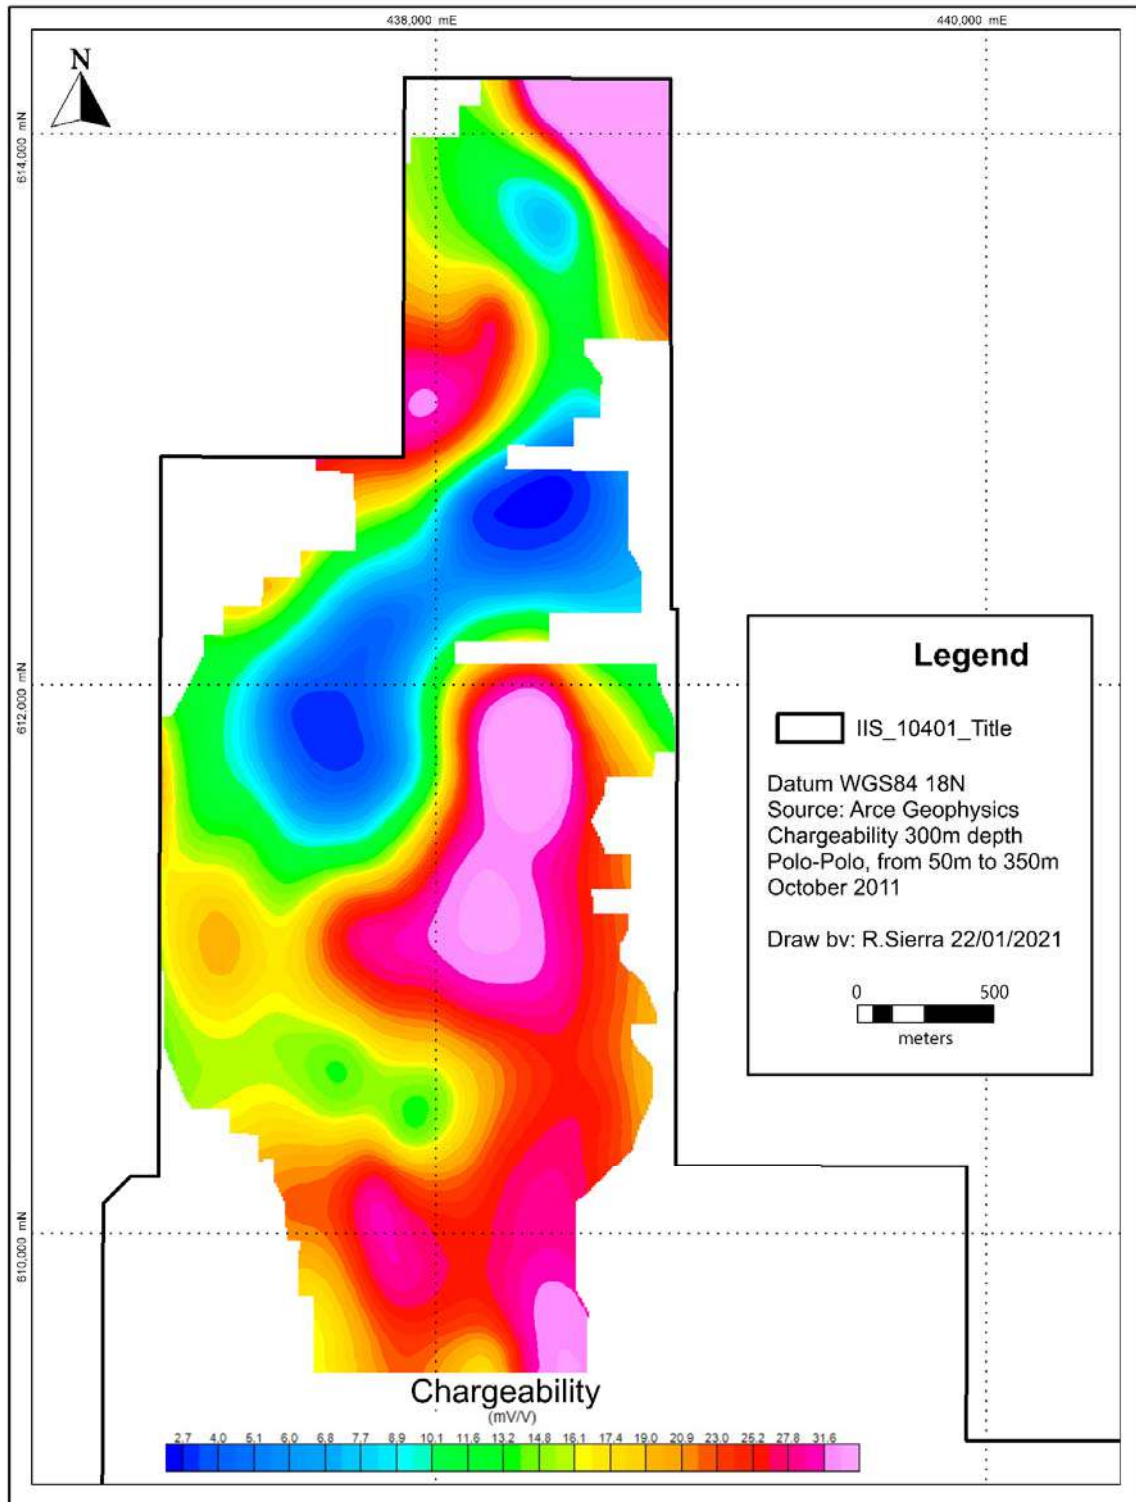 438,000 mE
440,000 mE
N
614,000 mN
612,000 mN
610,000 mN
Legend
IIS_10401_Title
Datum WGS84 18N
Source: Arce Geophysics
Chargeability 300m depth
Polo-Polo, from 50m to 350m
October 2011
Draw bv: R.Sierra 22/01/2021
0 500
meters
Chargeability
(mV/V)
2.7 4.0 5.1 6.0 6.8 7.7 8.9 10.1 11.6 13.2 14.8 16.1 17.4 19.0 20.9 23.0 25.2 27.8 31.6